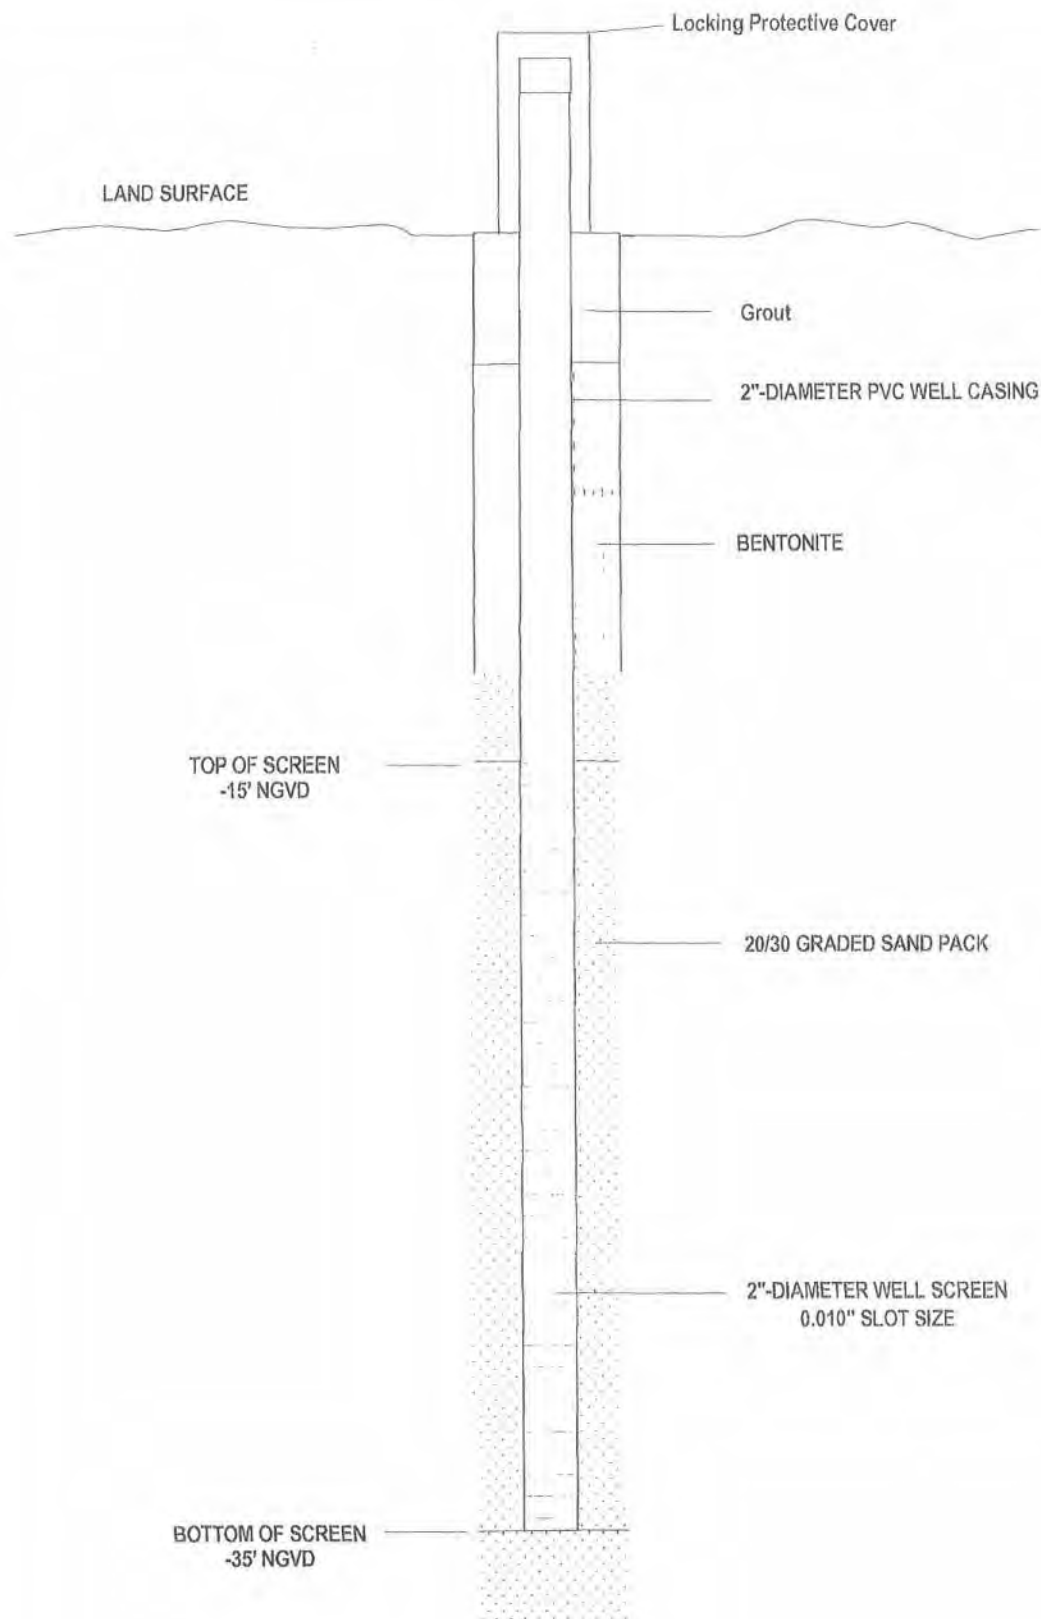 Locking Protective Cover
LAND SURFACE
Grout
2"-DIAMETER PVC WELL CASING
BENTONITE
TOP OF SCREEN
-15' NGVD
20/30 GRADED SAND PACK
2"-DIAMETER WELL SCREEN
0.010" SLOT SIZE
BOTTOM OF SCREEN
-35' NGVD